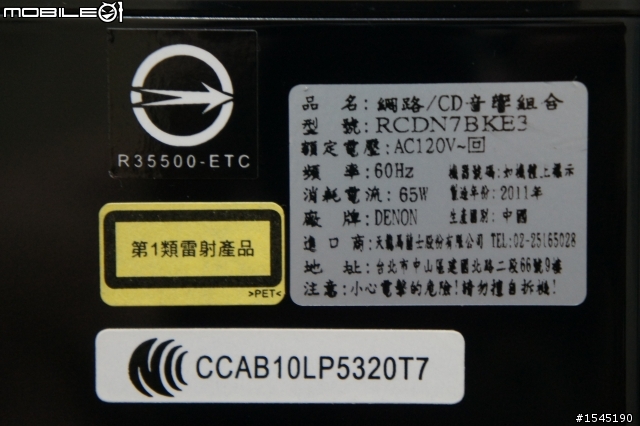 MOBILE01
R35500-ETC
品 名:網路/CD音響組合
型 號:RCDN7BKE3
額定電壓:AC120V~回
頻 率:60Hz 機器號碼:如機體上顯示
消耗電流:65W 製造年份:2011年
廠 牌:DENON 生產國別:中國
進 口 商:天龍馬蘭士股份有限公司 TEL:02-25165028
地 址:台北市中山區建國北路二段66號9樓
注 意:小心電擊的危險!請勿擅自拆機!
第1類雷射產品
>PET<
CCAB10LP5320T7
#1545190